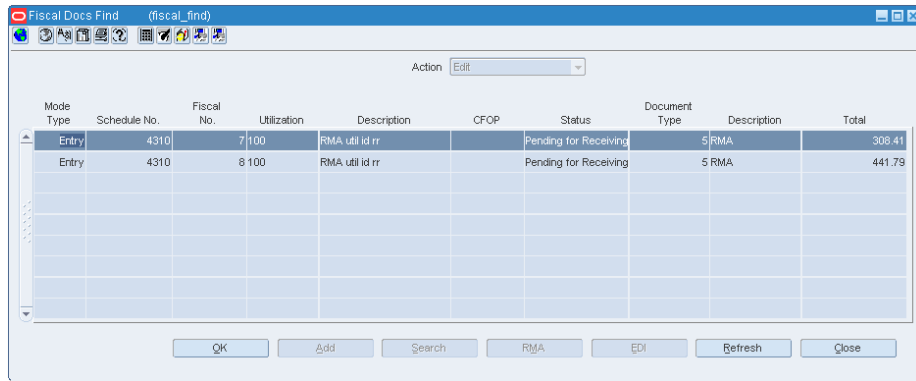 Fiscal Docs Find (fiscal_find)
Action Edit
Mode Type Schedule No. Fiscal No. Utilization Description CFOP Status Document Type Description Total
Entry 4310 7 100 RMA util id rr Pending for Receiving 5 RMA 308.41
Entry 4310 8 100 RMA util id rr Pending for Receiving 5 RMA 441.79
OK Add Search RMA EDI Refresh Close